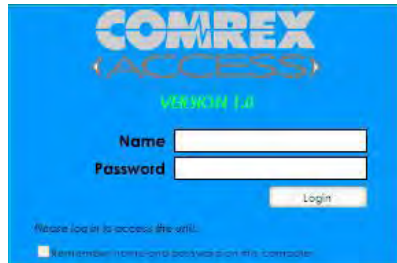 COMREX
(ACCESS)
VERSION 1.0
Name
Password
Login
Please log in to access the unit.
Remember name and password on this computer